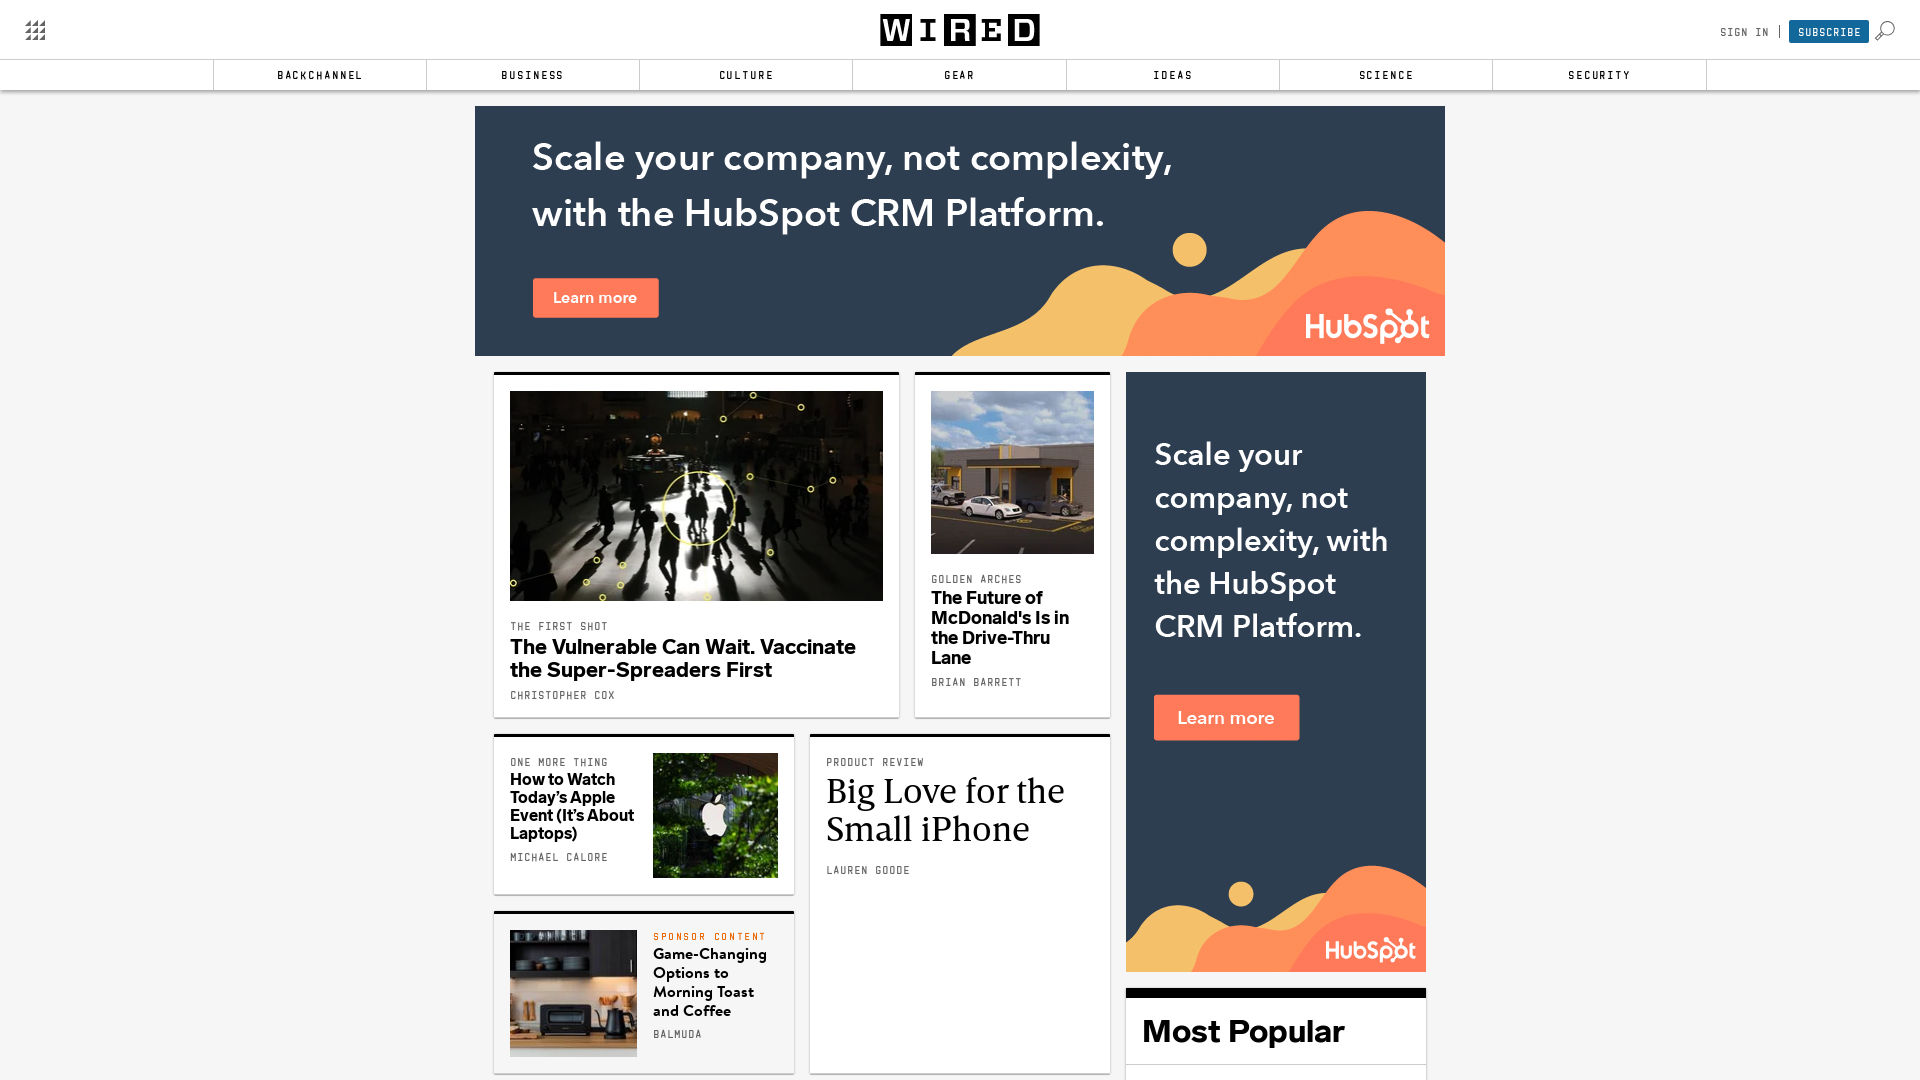 WIRED
SIGN IN
SUBSCRIBE
BACKCHANNEL
BUSINESS
CULTURE
GEAR
IDEAS
SCIENCE
SECURITY
Scale your company, not complexity,
with the HubSpot CRM Platform.
Learn more
HubSpot
THE FIRST SHOT
The Vulnerable Can Wait. Vaccinate
the Super-Spreaders First
CHRISTOPHER COX
GOLDEN ARCHES
The Future of
McDonald's Is in
the Drive-Thru
Lane
BRIAN BARRETT
Scale your
company, not
complexity, with
the HubSpot
CRM Platform.
Learn more
HubSpot
ONE MORE THING
How to Watch
Today’s Apple
Event (It’s About
Laptops)
MICHAEL CALORE
PRODUCT REVIEW
Big Love for the
Small iPhone
LAUREN GOODE
SPONSOR CONTENT
Game-Changing
Options to
Morning Toast
and Coffee
BALMUDA
Most Popular